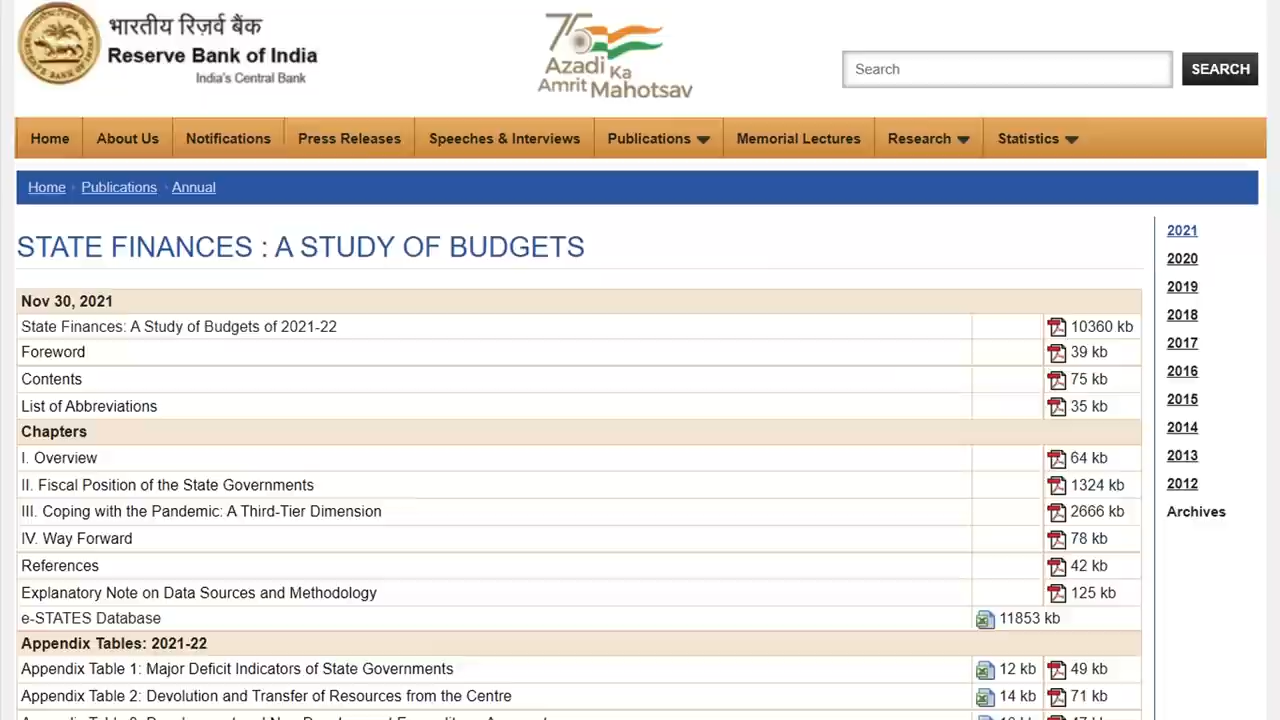 भारतीय रिज़र्व बैंक
Reserve Bank of India
India's Central Bank
75
Azadi Ka
Amrit Mahotsav
Search
SEARCH
Home
About Us
Notifications
Press Releases
Speeches & Interviews
Publications
Memorial Lectures
Research
Statistics
Home Publications Annual
STATE FINANCES : A STUDY OF BUDGETS
Nov 30, 2021
State Finances: A Study of Budgets of 2021-22 10360 kb
Foreword 39 kb
Contents 75 kb
List of Abbreviations 35 kb
Chapters
I. Overview 64 kb
II. Fiscal Position of the State Governments 1324 kb
III. Coping with the Pandemic: A Third-Tier Dimension 2666 kb
IV. Way Forward 78 kb
References 42 kb
Explanatory Note on Data Sources and Methodology 125 kb
e-STATES Database 11853 kb
Appendix Tables: 2021-22
Appendix Table 1: Major Deficit Indicators of State Governments 12 kb 49 kb
Appendix Table 2: Devolution and Transfer of Resources from the Centre 14 kb 71 kb
2021
2020
2019
2018
2017
2016
2015
2014
2013
2012
Archives